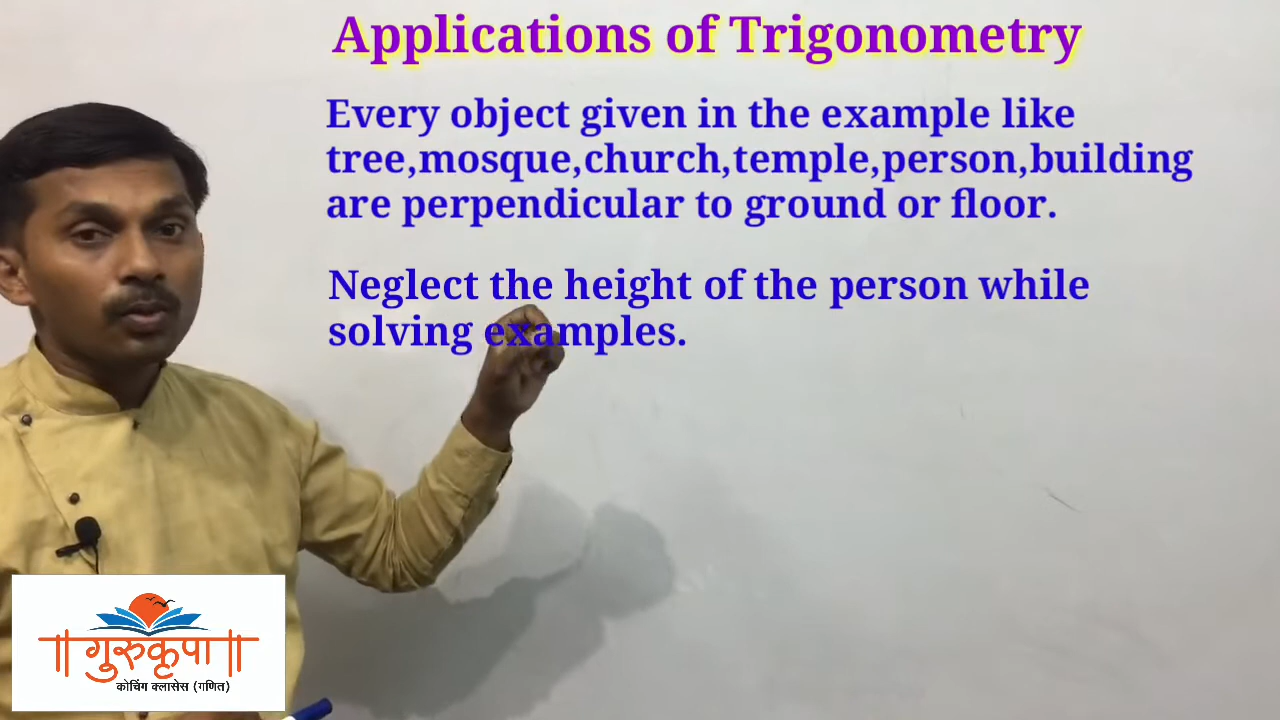 Applications of Trigonometry
Every object given in the example like
tree,mosque,church,temple,person,building
are perpendicular to ground or floor.
Neglect the height of the person while
solving examples.
॥ गुरुकृपा ॥
कोचिंग क्लासेस (गणित)